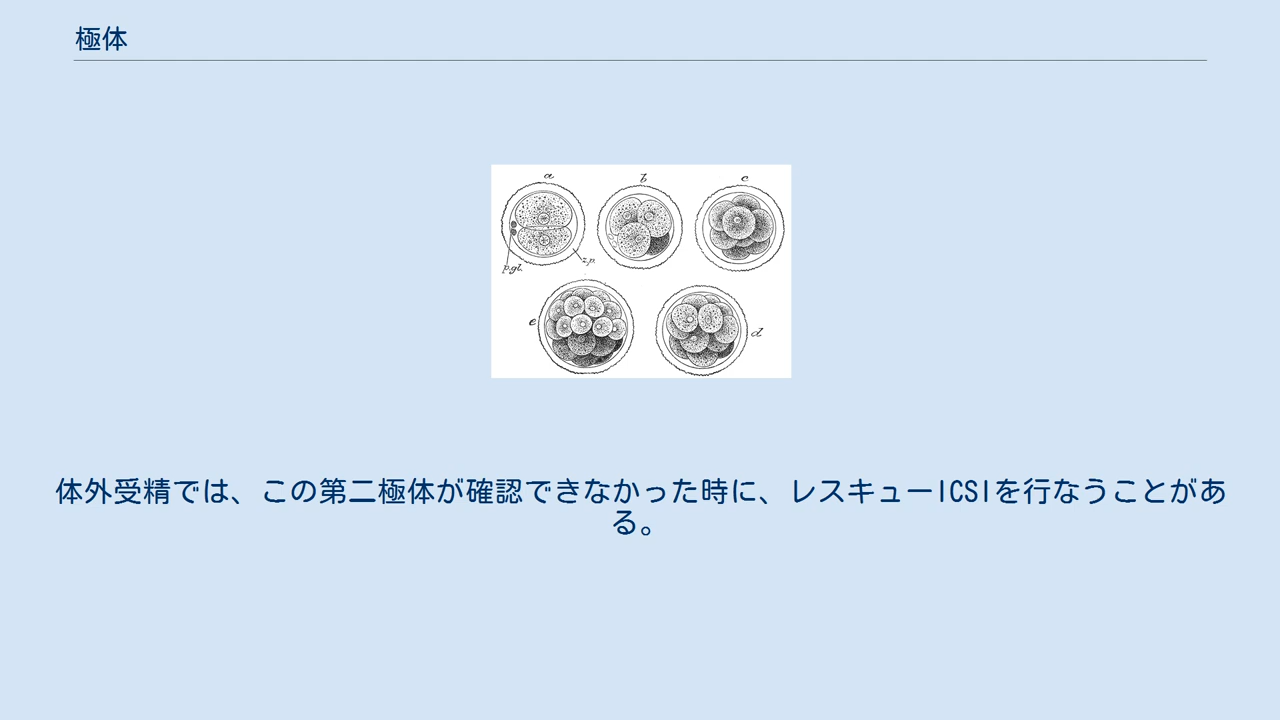 極体
a
b
c
p.gl.
z.p.
e
d
体外受精では、この第二極体が確認できなかった時に、レスキューICSIを行なうことがあ
る。